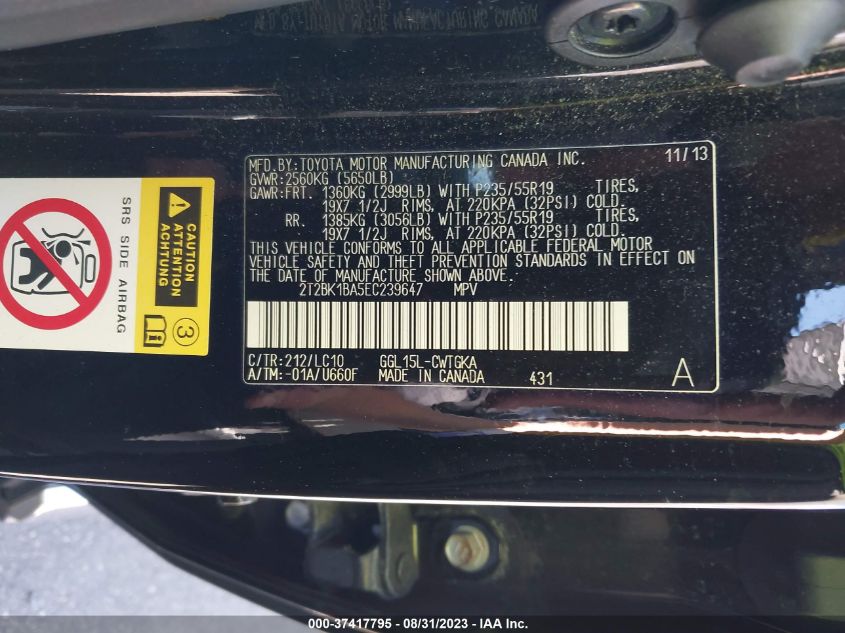 MFD.BY:TOYOTA MOTOR MANUFACTURING CANADA INC. 11/13
GVWR:2560KG (5650LB)
GAWR:FRT. 1360KG (2999LB) WITH P235/55R19 TIRES,
19X7 1/2J RIMS, AT 220KPA (32PSI) COLD.
RR. 1385KG (3056LB) WITH P235/55R19 TIRES,
19X7 1/2J RIMS, AT 220KPA (32PSI) COLD.
THIS VEHICLE CONFORMS TO ALL APPLICABLE FEDERAL MOTOR
VEHICLE SAFETY AND THEFT PREVENTION STANDARDS IN EFFECT ON
THE DATE OF MANUFACTURE SHOWN ABOVE.
2T2BK1BA5EC239647 MPV
C/TR:212/LC10 GGL15L-CWTGKA
A/TM:-01A/U660F MADE IN CANADA 431 A
CAUTION
ATTENTION
ACHTUNG
SRS SIDE AIRBAG
3
000-37417795 - 08/31/2023 - IAA Inc.